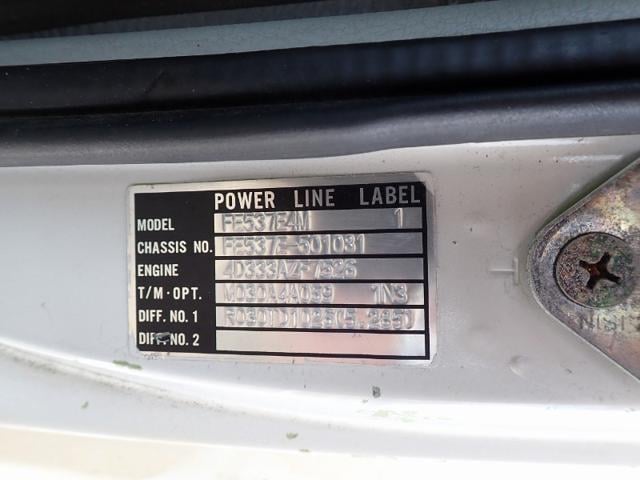 POWER LINE LABEL
MODEL FE537E4M 1
CHASSIS NO. FE537E-501031
ENGINE
T/M·OPT. M030A4A039 1N3
DIFF. NO. 1
DIFF. NO. 2